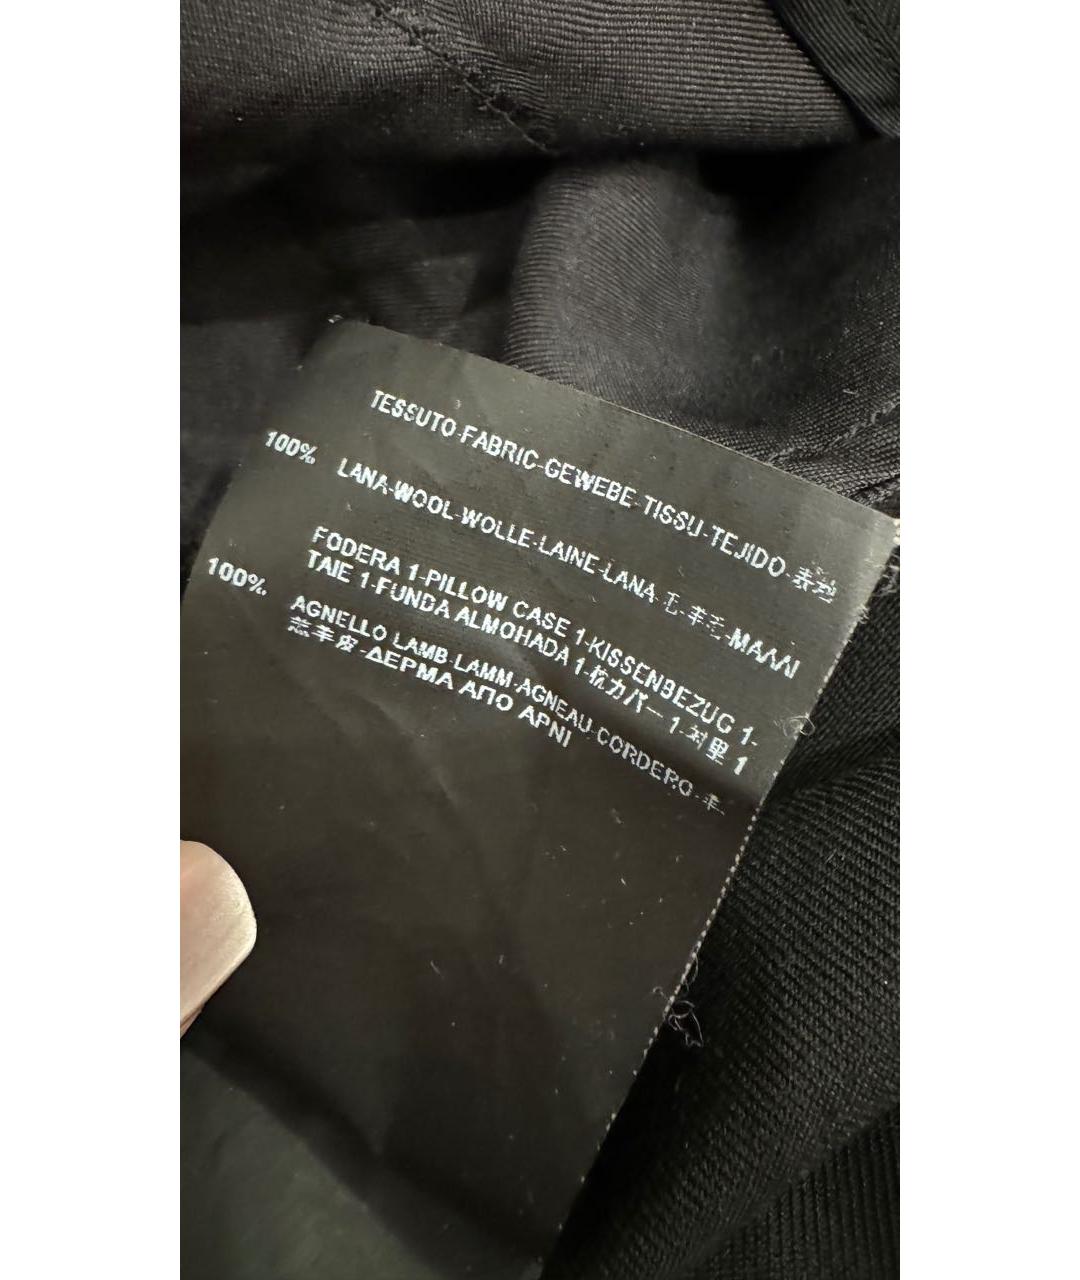 TESSUTO-FABRIC-GEWEBE-TISSU-TEJIDO-表地
100% LANA-WOOL-WOLLE-LAINE-LANA-毛-羊毛-ΜΑΛΛΙ
FODERA 1-PILLOW CASE 1-KISSENBEZUG 1-
TAIE 1-FUNDA ALMOHADA 1-枕カバー 1-衬里 1
100% AGNELLO LAMB-LAMM-AGNEAU-CORDERO-羊
羔羊皮-ΔΕΡΜΑ ΑΠΟ ΑΡΝΙ